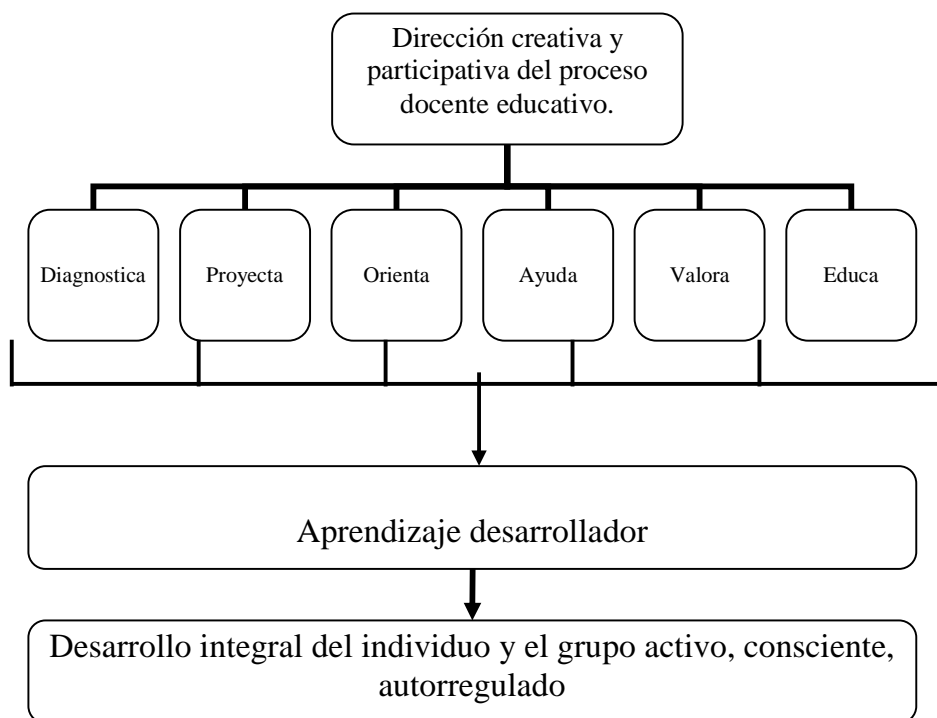 Dirección creativa y
participativa del proceso
docente educativo.
Diagnostica
Proyecta
Orienta
Ayuda
Valora
Educa
Aprendizaje desarrollador
Desarrollo integral del individuo y el grupo activo, consciente,
autorregulado